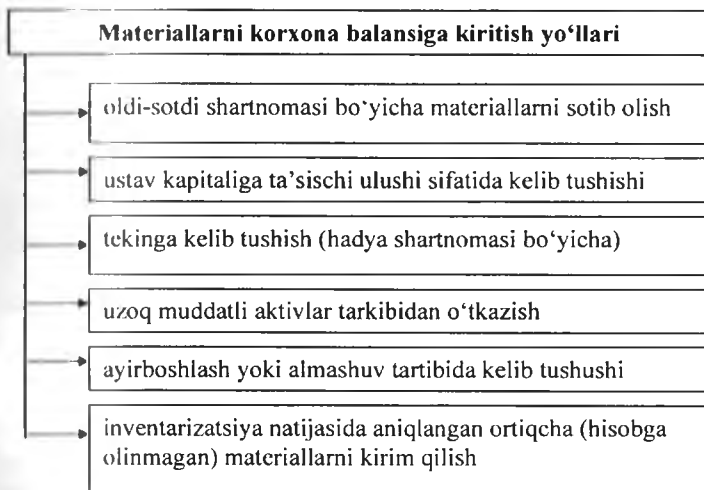 Materiallarni korxona balansiga kiritish yo‘llari
oldi-sotdi shartnomasi bo‘yicha materiallarni sotib olish
ustav kapitaliga ta’sischi ulushi sifatida kelib tushishi
tekinga kelib tushish (hadya shartnomasi bo‘yicha)
uzoq muddatli aktivlar tarkibidan o‘tkazish
ayirboshlash yoki almashuv tartibida kelib tushushi
inventarizatsiya natijasida aniqlangan ortiqcha (hisobga
olinmagan) materiallarni kirim qilish